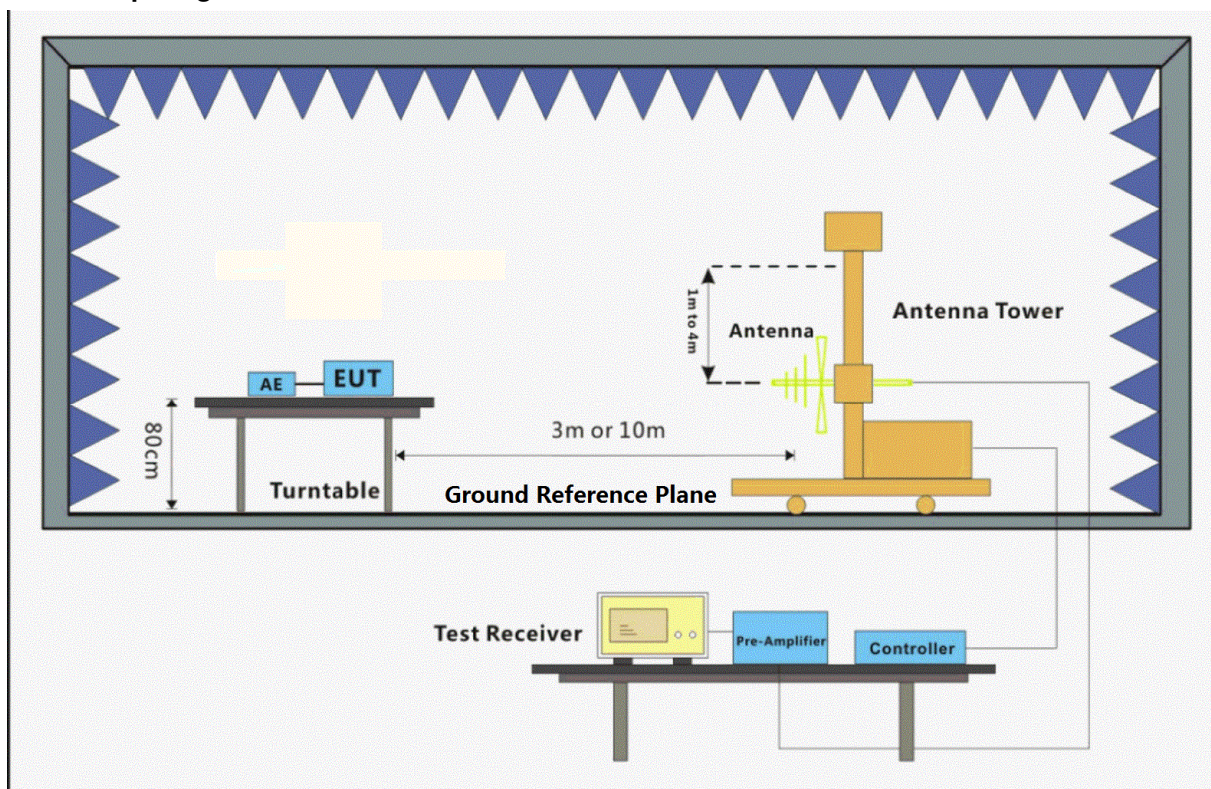 1m to 4m
Antenna Tower
Antenna
AE
EUT
80cm
3m or 10m
Turntable
Ground Reference Plane
Test Receiver
Pre-Amplifier
Controller